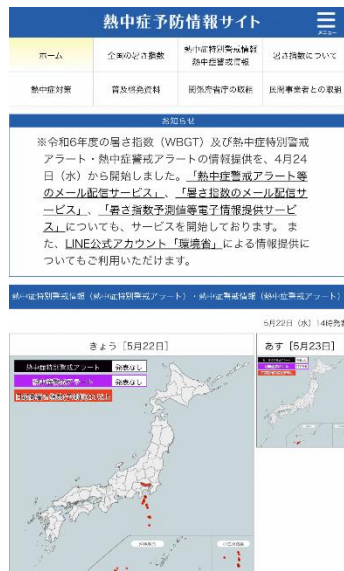 熱中症予防情報サイト
メニュー
ホーム
全国の暑さ指数
熱中症特別警戒情報
熱中症警戒情報
暑さ指数について
熱中症対策
普及啓発資料
関係府省庁の取組
民間事業者との取組
お知らせ
※令和6年度の暑さ指数（WBGT）及び熱中症特別警戒
アラート・熱中症警戒アラートの情報提供を、4月24
日（水）から開始しました。「熱中症警戒アラート等
のメール配信サービス」、「暑さ指数のメール配信サ
ービス」、「暑さ指数予測値等電子情報提供サービ
ス」についても、サービスを開始しております。 ま
た、LINE公式アカウント「環境省」による情報提供に
ついてもご利用いただけます。
熱中症特別警戒情報（熱中症特別警戒アラート）・熱中症警戒情報（熱中症警戒アラート）
5月22日（水）14時発表
きょう［5月22日］
あす［5月23日］
熱中症特別警戒アラート 発表なし
熱中症警戒アラート 発表なし